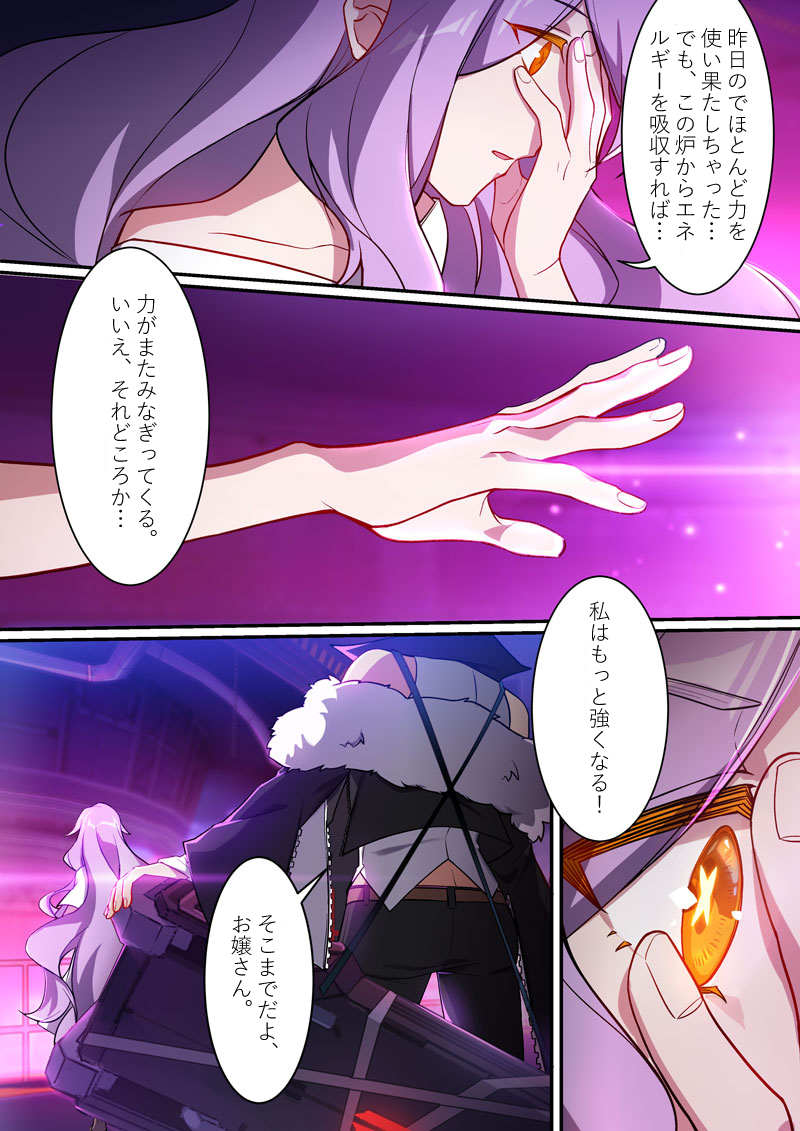 昨日のでほとんど力を
使い果たしちゃった…
でも、この炉からエネ
ルギーを吸収すれば…
力がまたみなぎってくる。
いいえ、それどころか…
私はもっと強くなる！
そこまでだよ、
お嬢さん。